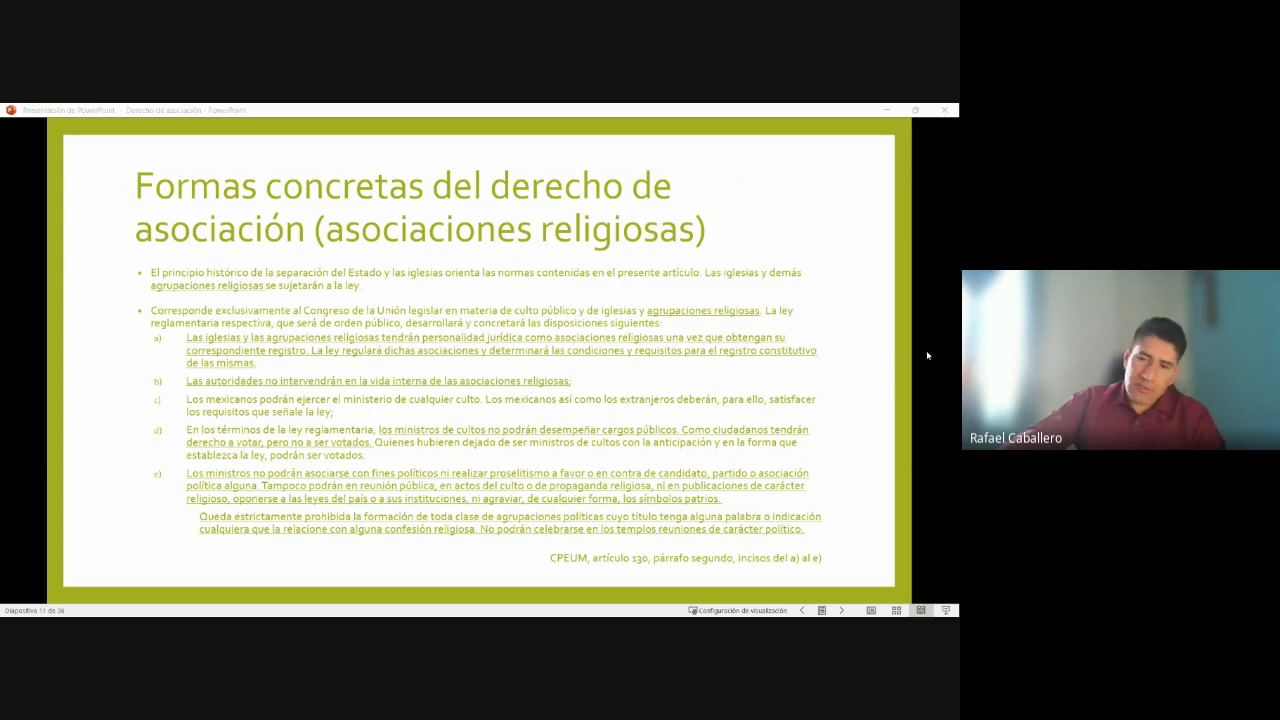 Presentación de PowerPoint - Derecho de asociación - PowerPoint
Formas concretas del derecho de
asociación (asociaciones religiosas)
• El principio histórico de la separación del Estado y las iglesias orienta las normas contenidas en el presente artículo. Las iglesias y demás
agrupaciones religiosas se sujetarán a la ley.
• Corresponde exclusivamente al Congreso de la Unión legislar en materia de culto público y de iglesias y agrupaciones religiosas. La ley
reglamentaria respectiva, que será de orden público, desarrollará y concretará las disposiciones siguientes:
a) Las iglesias y las agrupaciones religiosas tendrán personalidad jurídica como asociaciones religiosas una vez que obtengan su
correspondiente registro. La ley regulará dichas asociaciones y determinará las condiciones y requisitos para el registro constitutivo
de las mismas.
b) Las autoridades no intervendrán en la vida interna de las asociaciones religiosas;
c) Los mexicanos podrán ejercer el ministerio de cualquier culto. Los mexicanos así como los extranjeros deberán, para ello, satisfacer
los requisitos que señale la ley;
d) En los términos de la ley reglamentaria, los ministros de cultos no podrán desempeñar cargos públicos. Como ciudadanos tendrán
derecho a votar, pero no a ser votados. Quienes hubieren dejado de ser ministros de cultos con la anticipación y en la forma que
establezca la ley, podrán ser votados.
e) Los ministros no podrán asociarse con fines políticos ni realizar proselitismo a favor o en contra de candidato, partido o asociación
política alguna. Tampoco podrán en reunión pública, en actos del culto o de propaganda religiosa, ni en publicaciones de carácter
religioso, oponerse a las leyes del país o a sus instituciones, ni agraviar, de cualquier forma, los símbolos patrios.
Queda estrictamente prohibida la formación de toda clase de agrupaciones políticas cuyo título tenga alguna palabra o indicación
cualquiera que la relacione con alguna confesión religiosa. No podrán celebrarse en los templos reuniones de carácter político.
CPEUM, artículo 130, párrafo segundo, incisos del a) al e)
Rafael Caballero
Diapositiva 11 de 36
Configuración de visualización